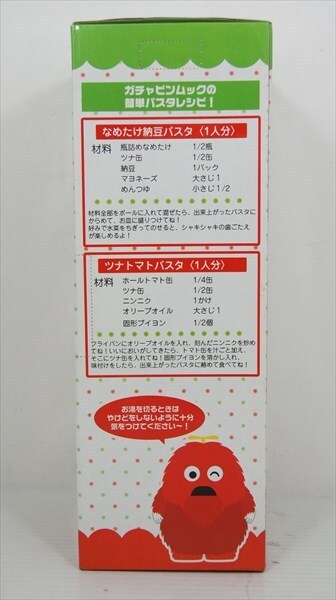 ガチャピンムックの
簡単パスタレシピ！
なめたけ納豆パスタ〈1人分〉
材料 瓶詰めなめたけ 1/2瓶
ツナ缶 1/2缶
納豆 1パック
マヨネーズ 大さじ1
めんつゆ 小さじ1/2
材料全部をボールに入れて混ぜたら、出来上がったパスタに
からめて、お皿に盛りつけてね！
好みで水菜をちぎってのせると、シャキシャキの歯ごたえ
が楽しめるよ！
ツナトマトパスタ〈1人分〉
材料 ホールトマト缶 1/4缶
ツナ缶 1/2缶
ニンニク 1かけ
オリーブオイル 大さじ1
固形ブイヨン 1/2個
フライパンにオリーブオイルを入れ、刻んだニンニクを炒め
てね！いいにおいがしてきたら、トマト缶を汁ごと加え、
そこにツナ缶を入れてね！固形ブイヨンを溶かし入れ、
味付けをしたら、出来上がったパスタに絡めて食べてね！
お湯を切るときは
やけどをしないように十分
気をつけてくださいー！